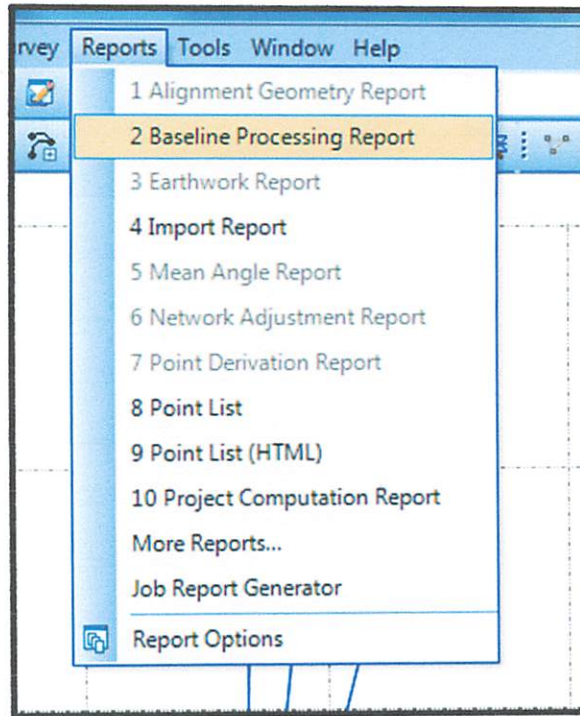 rvey Reports Tools Window Help
1 Alignment Geometry Report
2 Baseline Processing Report
3 Earthwork Report
4 Import Report
5 Mean Angle Report
6 Network Adjustment Report
7 Point Derivation Report
8 Point List
9 Point List (HTML)
10 Project Computation Report
More Reports...
Job Report Generator
Report Options